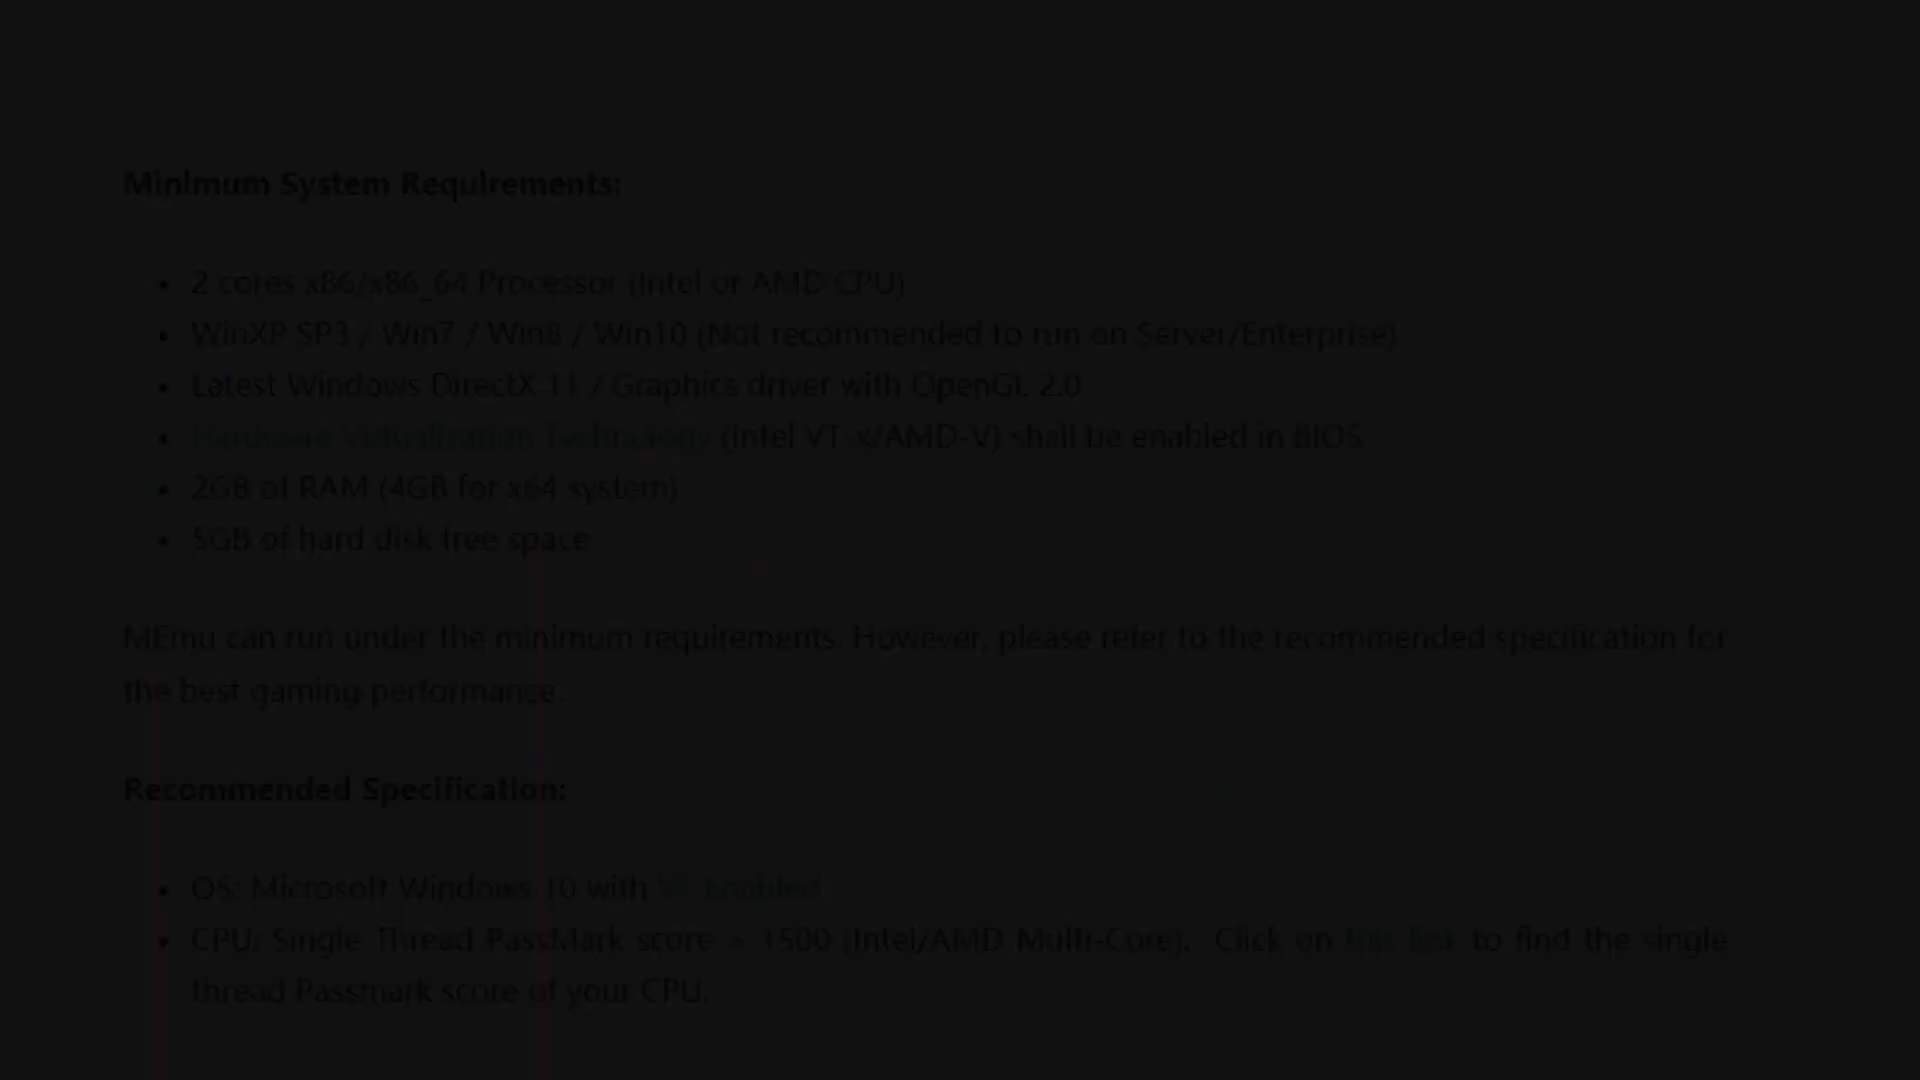 Minimum System Requirements:
• 2 cores x86/x86_64 Processor (Intel or AMD CPU)
• WinXP SP3 / Win7 / Win8 / Win10 (Not recommended to run on Server/Enterprise)
• Latest Windows DirectX 11 / Graphics driver with OpenGL 2.0
• Hardware Virtualization Technology (Intel VT-x/AMD-V) shall be enabled in BIOS
• 2GB of RAM (4GB for x64 system)
• 5GB of hard disk free space
MEmu can run under the minimum requirements. However, please refer to the recommended specification for
the best gaming performance.
Recommended Specification:
• OS: Microsoft Windows 10 with VT Enabled
• CPU: Single Thread PassMark score > 1500 (Intel/AMD Multi-Core). Click on this link to find the single
thread Passmark score of your CPU.